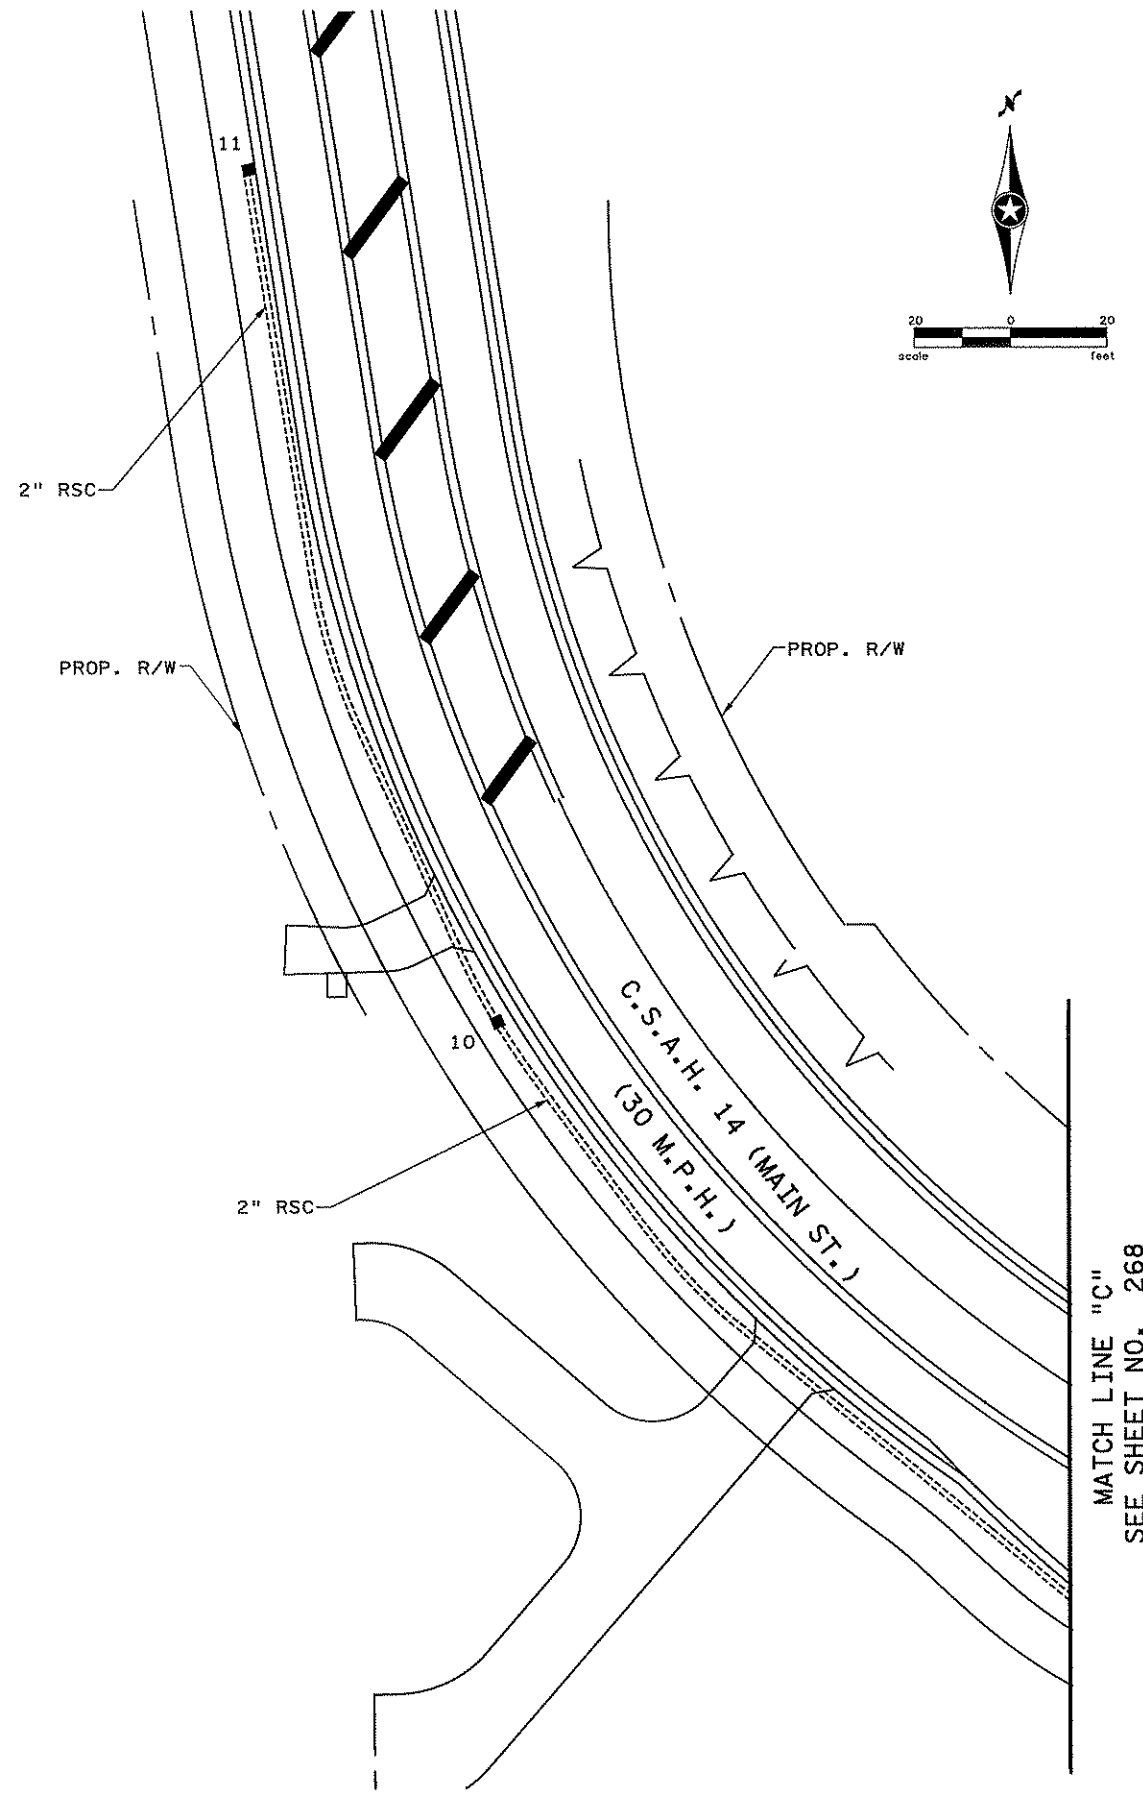 N
11
20 0 20
scale feet
2" RSC
PROP. R/W
PROP. R/W
10
C.S.A.H. 14 (MAIN ST.)
(30 M.P.H.)
2" RSC
MATCH LINE "C"
SEE SHEET NO. 268